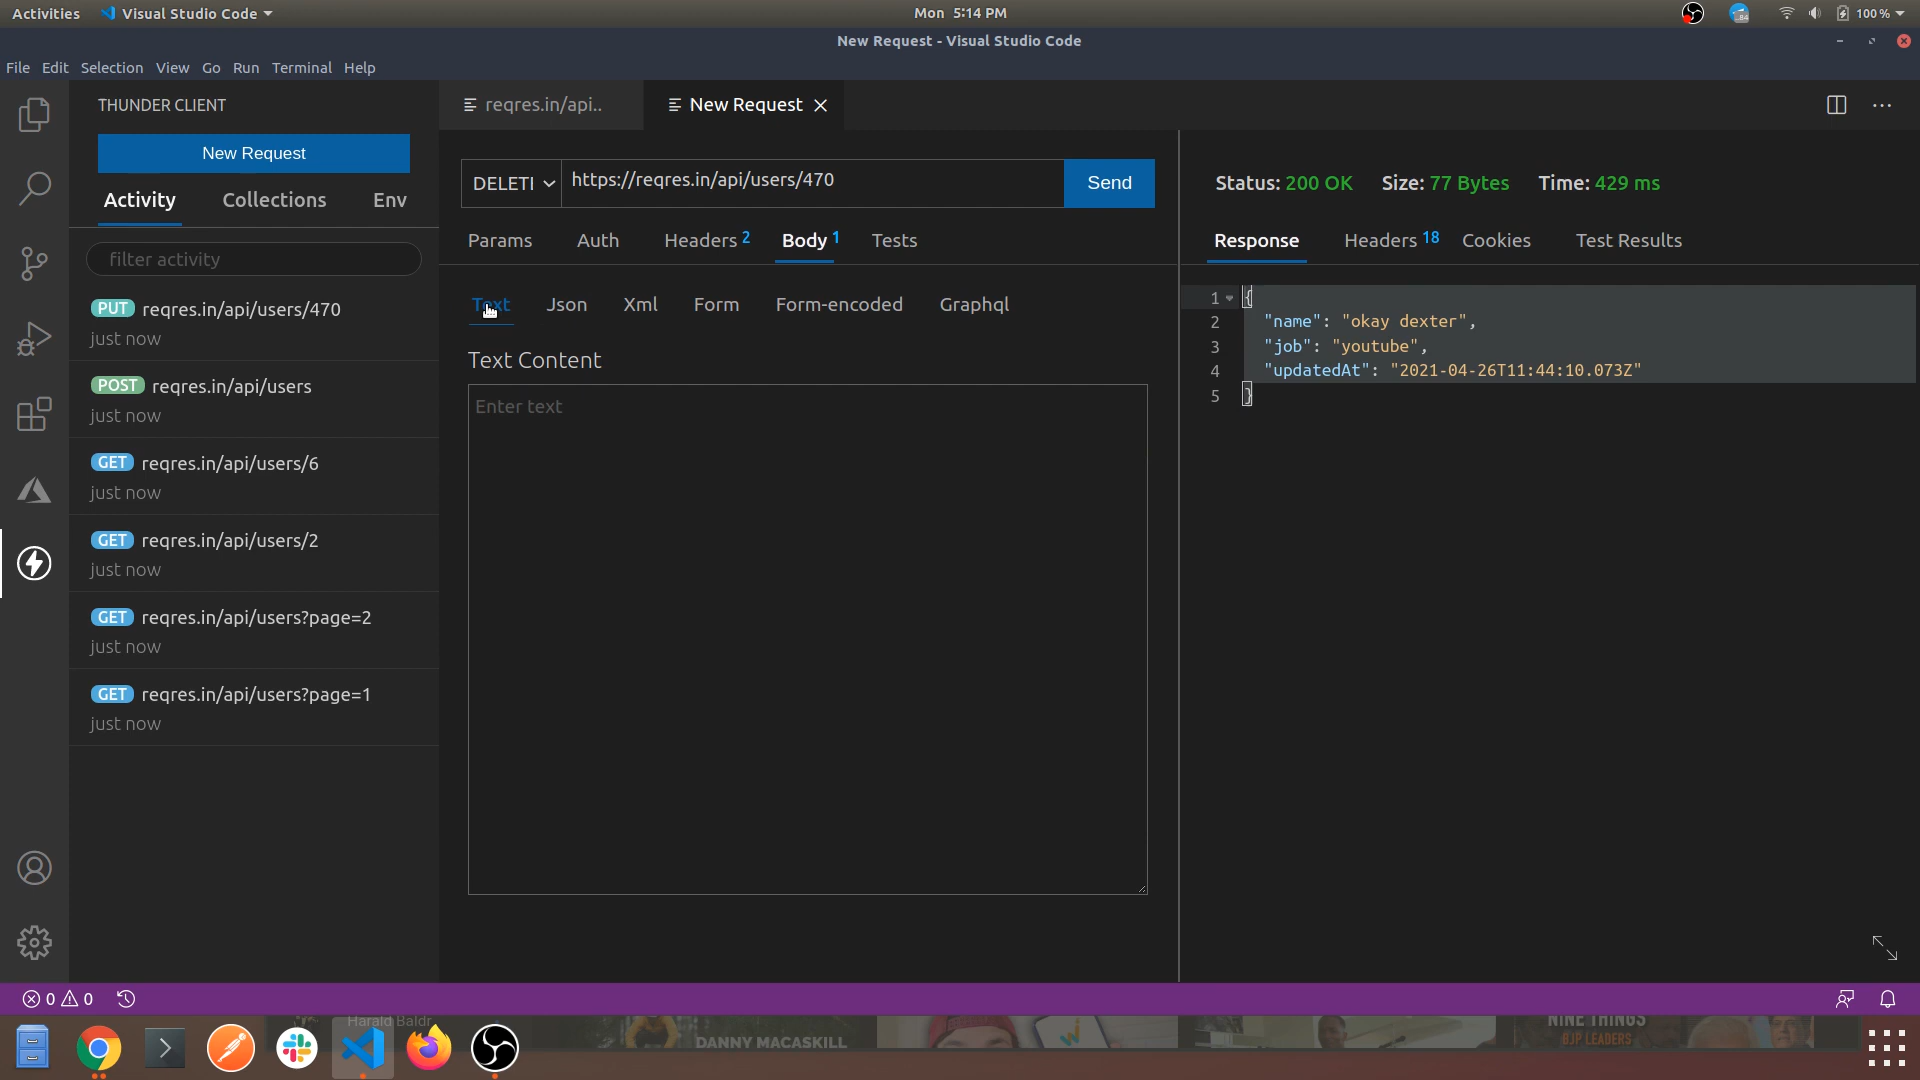 Activities
Visual Studio Code
Mon 5:14 PM
84
100 %
New Request - Visual Studio Code
File Edit Selection View Go Run Terminal Help
THUNDER CLIENT
New Request
Activity Collections Env
filter activity
PUT reqres.in/api/users/470
just now
POST reqres.in/api/users
just now
GET reqres.in/api/users/6
just now
GET reqres.in/api/users/2
just now
GET reqres.in/api/users?page=2
just now
GET reqres.in/api/users?page=1
just now
reqres.in/api..
New Request
DELETI https://reqres.in/api/users/470 Send
Params Auth Headers 2 Body 1 Tests
Text Json Xml Form Form-encoded Graphql
Text Content
Enter text
Status: 200 OK Size: 77 Bytes Time: 429 ms
Response Headers 18 Cookies Test Results
1 {
2 "name": "okay dexter",
3 "job": "youtube",
4 "updatedAt": "2021-04-26T11:44:10.073Z"
5 }
0 0
Harald Baldr
DANNY MACASKILL
NINE THINGS
BJP LEADERS